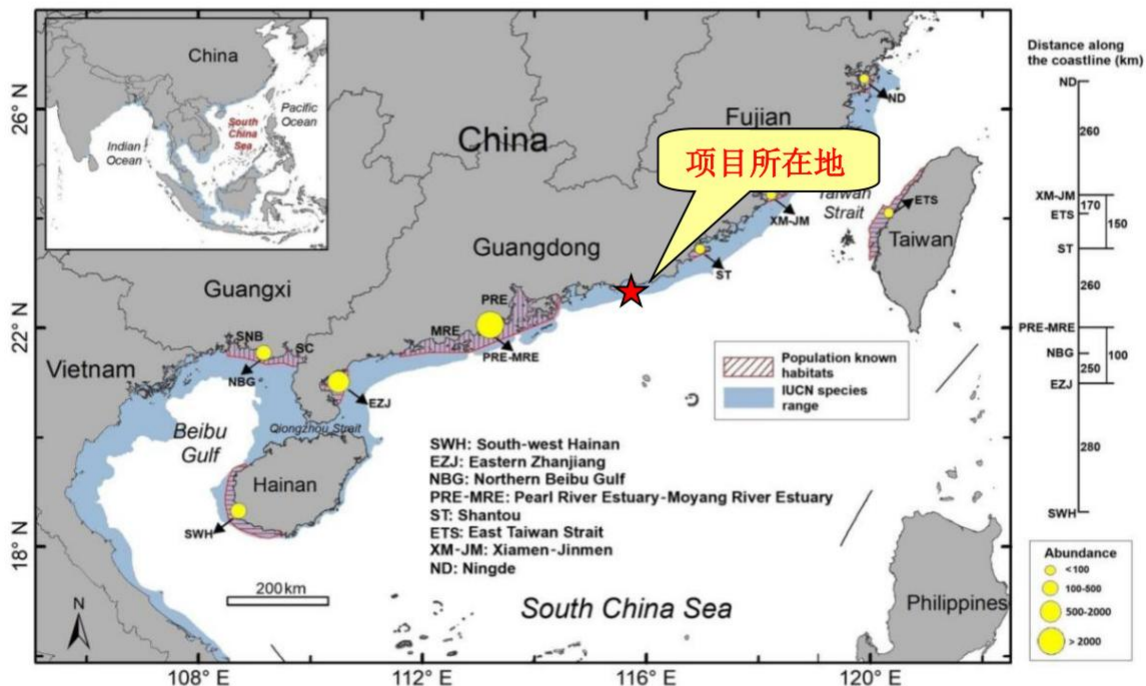 China
Pacific
Ocean
South
China
Sea
Indian
Ocean
26° N
22° N
18° N
108° E
112° E
116° E
120° E
China
Fujian
ND
项目所在地
Taiwan
Strait
XM-JM
ETS
Taiwan
ST
Guangdong
Guangxi
PRE
MRE
PRE-MRE
SNB
SC
NBG
Vietnam
EZJ
Qiongzhou Strait
Beibu
Gulf
Hainan
SWH
Population known
habitats
IUCN species
range
SWH: South-west Hainan
EZJ: Eastern Zhanjiang
NBG: Northern Beibu Gulf
PRE-MRE: Pearl River Estuary-Moyang River Estuary
ST: Shantou
ETS: East Taiwan Strait
XM-JM: Xiamen-Jinmen
ND: Ningde
200 km
N
South China Sea
Philippines
Distance along
the coastline (km)
ND
260
XM-JM
170
ETS
150
ST
260
PRE-MRE
NBG
100
250
EZJ
280
SWH
Abundance
<100
100-500
500-2000
> 2000